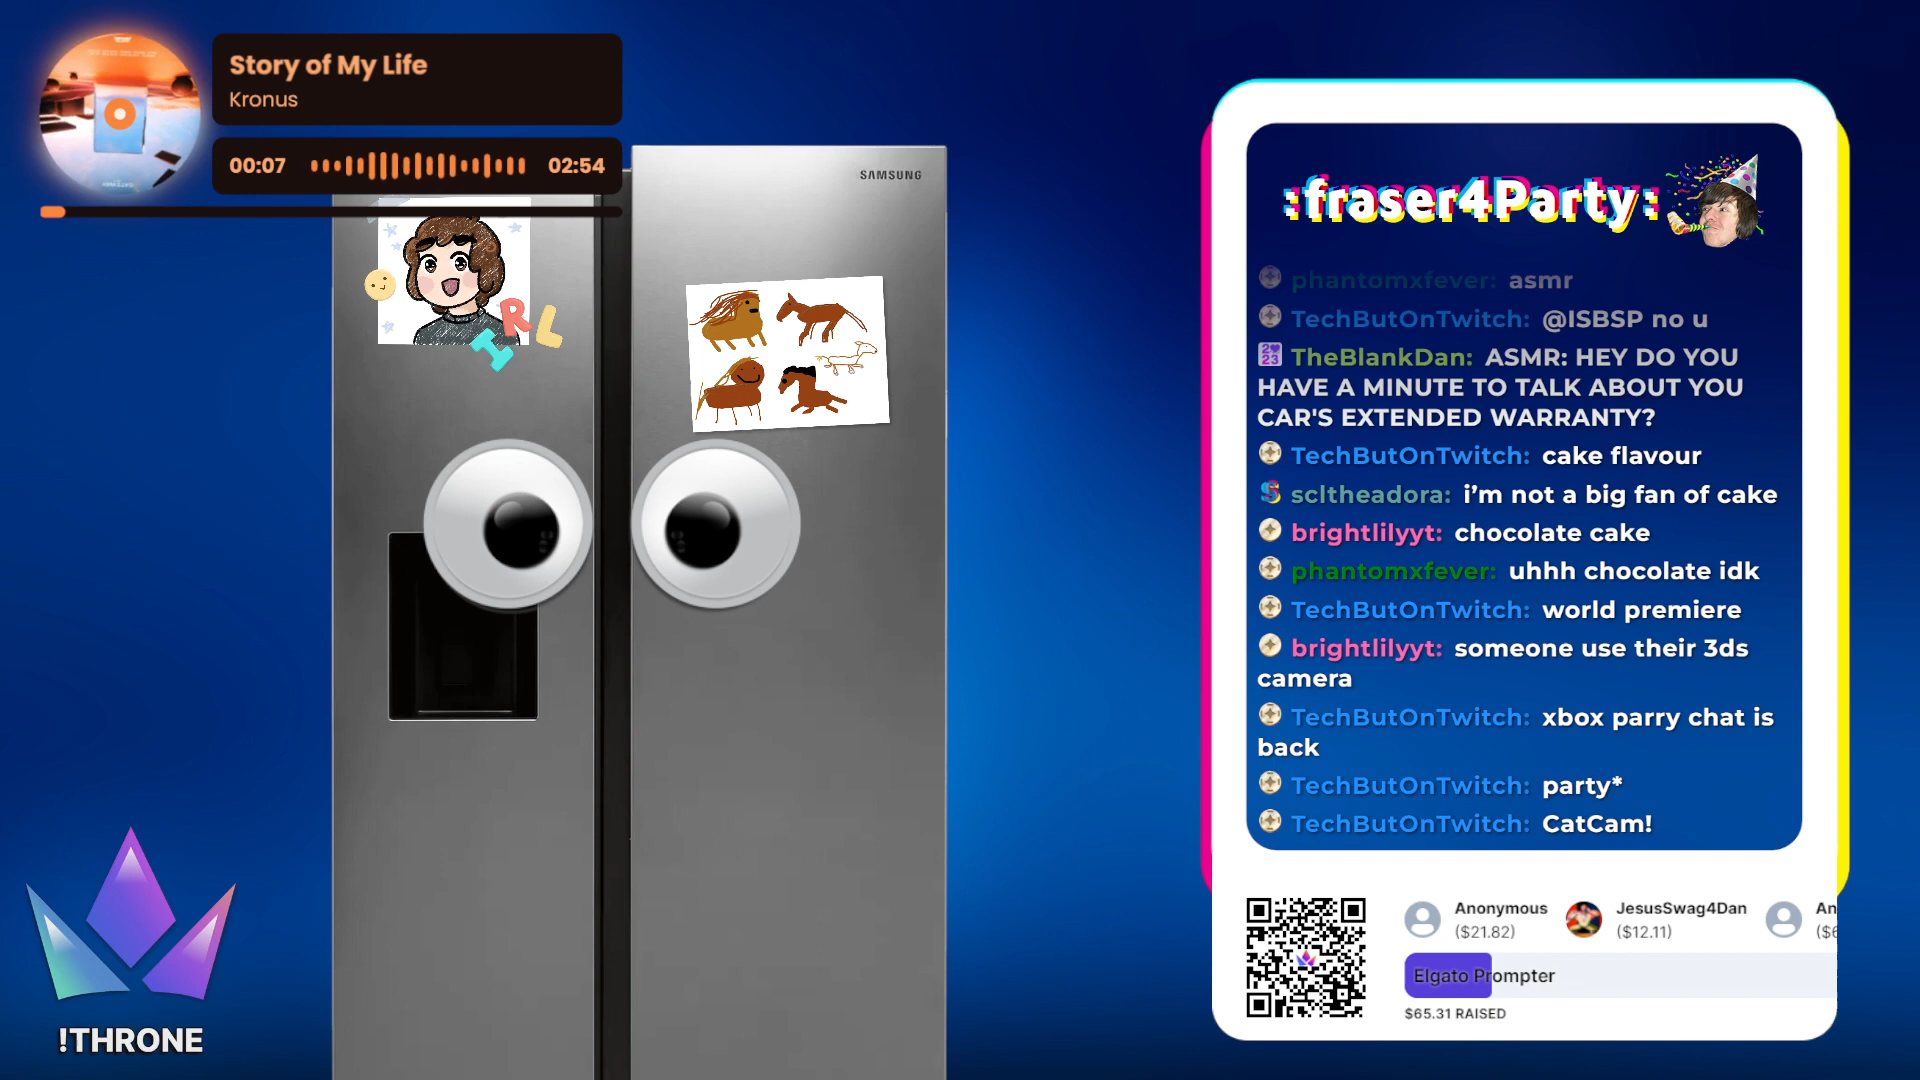 Story of My Life
Kronus
00:07
02:54
SAMSUNG
I R L
:fraser4Party:
phantomxfever: asmr
TechButOnTwitch: @ISBSP no u
TheBlankDan: ASMR: HEY DO YOU
HAVE A MINUTE TO TALK ABOUT YOU
CAR'S EXTENDED WARRANTY?
TechButOnTwitch: cake flavour
scltheadora: i’m not a big fan of cake
brightlilyyt: chocolate cake
phantomxfever: uhhh chocolate idk
TechButOnTwitch: world premiere
brightlilyyt: someone use their 3ds
camera
TechButOnTwitch: xbox parry chat is
back
TechButOnTwitch: party*
TechButOnTwitch: CatCam!
Anonymous
($21.82)
JesusSwag4Dan
($12.11)
An
($6
Elgato Prompter
$65.31 RAISED
!THRONE